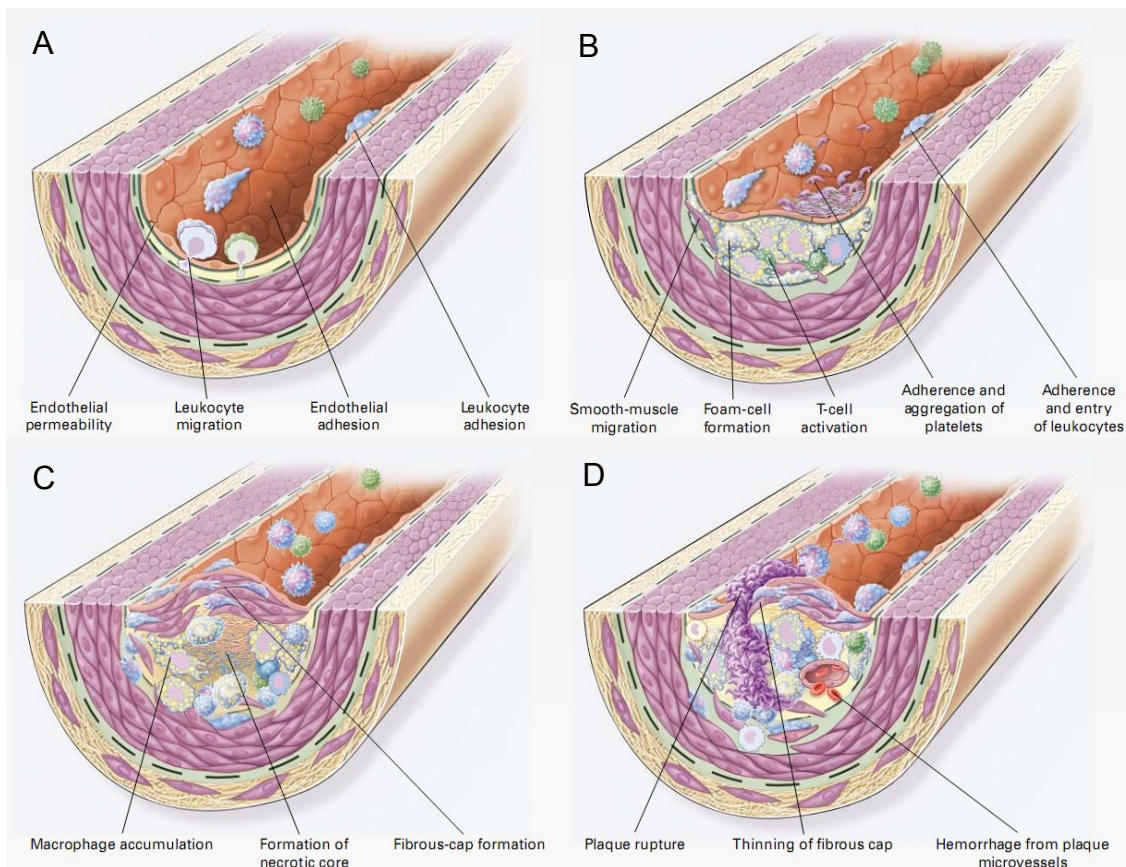 A
B
Endothelial
permeability
Leukocyte
migration
Endothelial
adhesion
Leukocyte
adhesion
Smooth-muscle
migration
Foam-cell
formation
T-cell
activation
Adherence and
aggregation of
platelets
Adherence
and entry
of leukocytes
C
D
Macrophage accumulation
Formation of
necrotic core
Fibrous-cap formation
Plaque rupture
Thinning of fibrous cap
Hemorrhage from plaque
microvessels